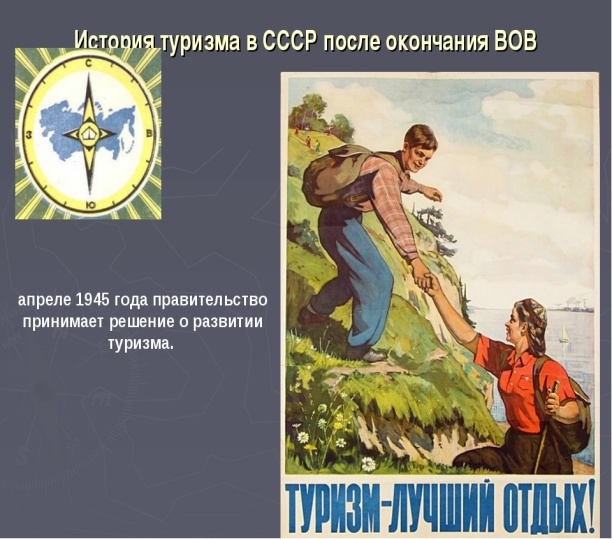 История туризма в СССР после окончания ВОВ
С
З
В
Ю
апреле 1945 года правительство
принимает решение о развитии
туризма.
ТУРИЗМ-ЛУЧШИЙ ОТДЫХ!